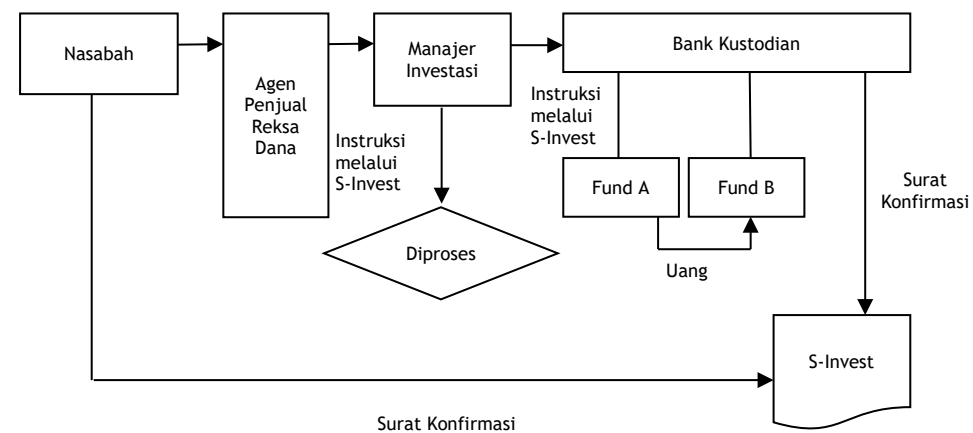 Nasabah
Agen
Penjual
Reksa
Dana
Instruksi
melalui
S-Invest
Manajer
Investasi
Diproses
Bank Kustodian
Instruksi
melalui
S-Invest
Fund A
Fund B
Uang
Surat
Konfirmasi
S-Invest
Surat Konfirmasi